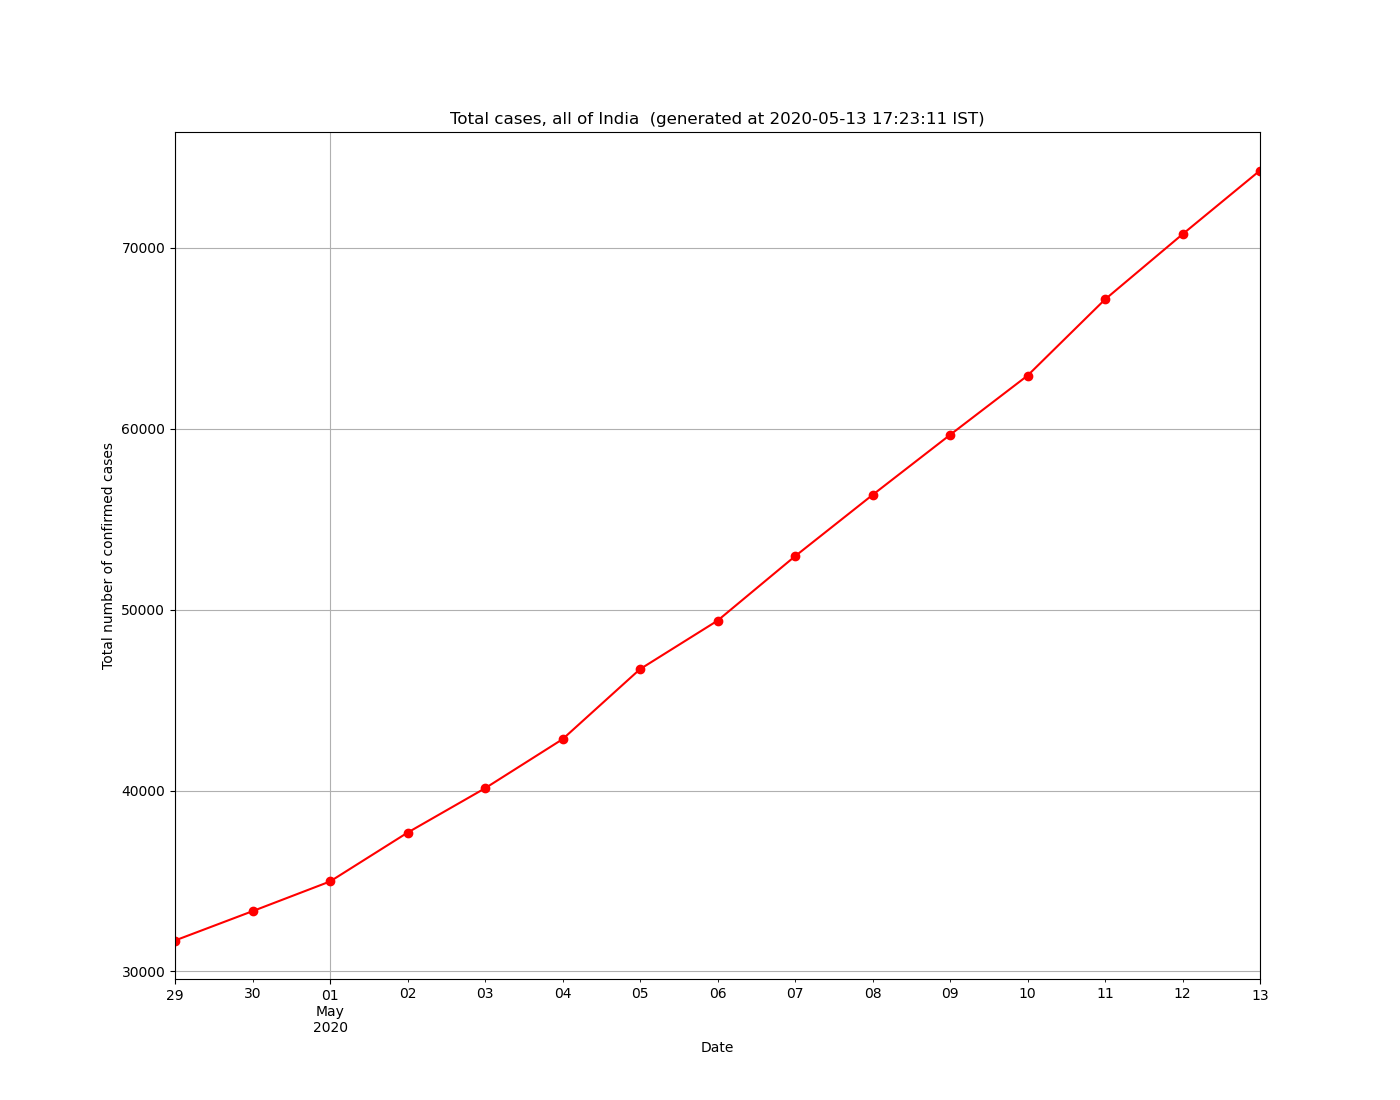 Total cases, all of India  (generated at 2020-05-13 17:23:11 IST)
Total number of confirmed cases
70000
60000
50000
40000
30000
29 30 01 02 03 04 05 06 07 08 09 10 11 12 13
May
2020
Date